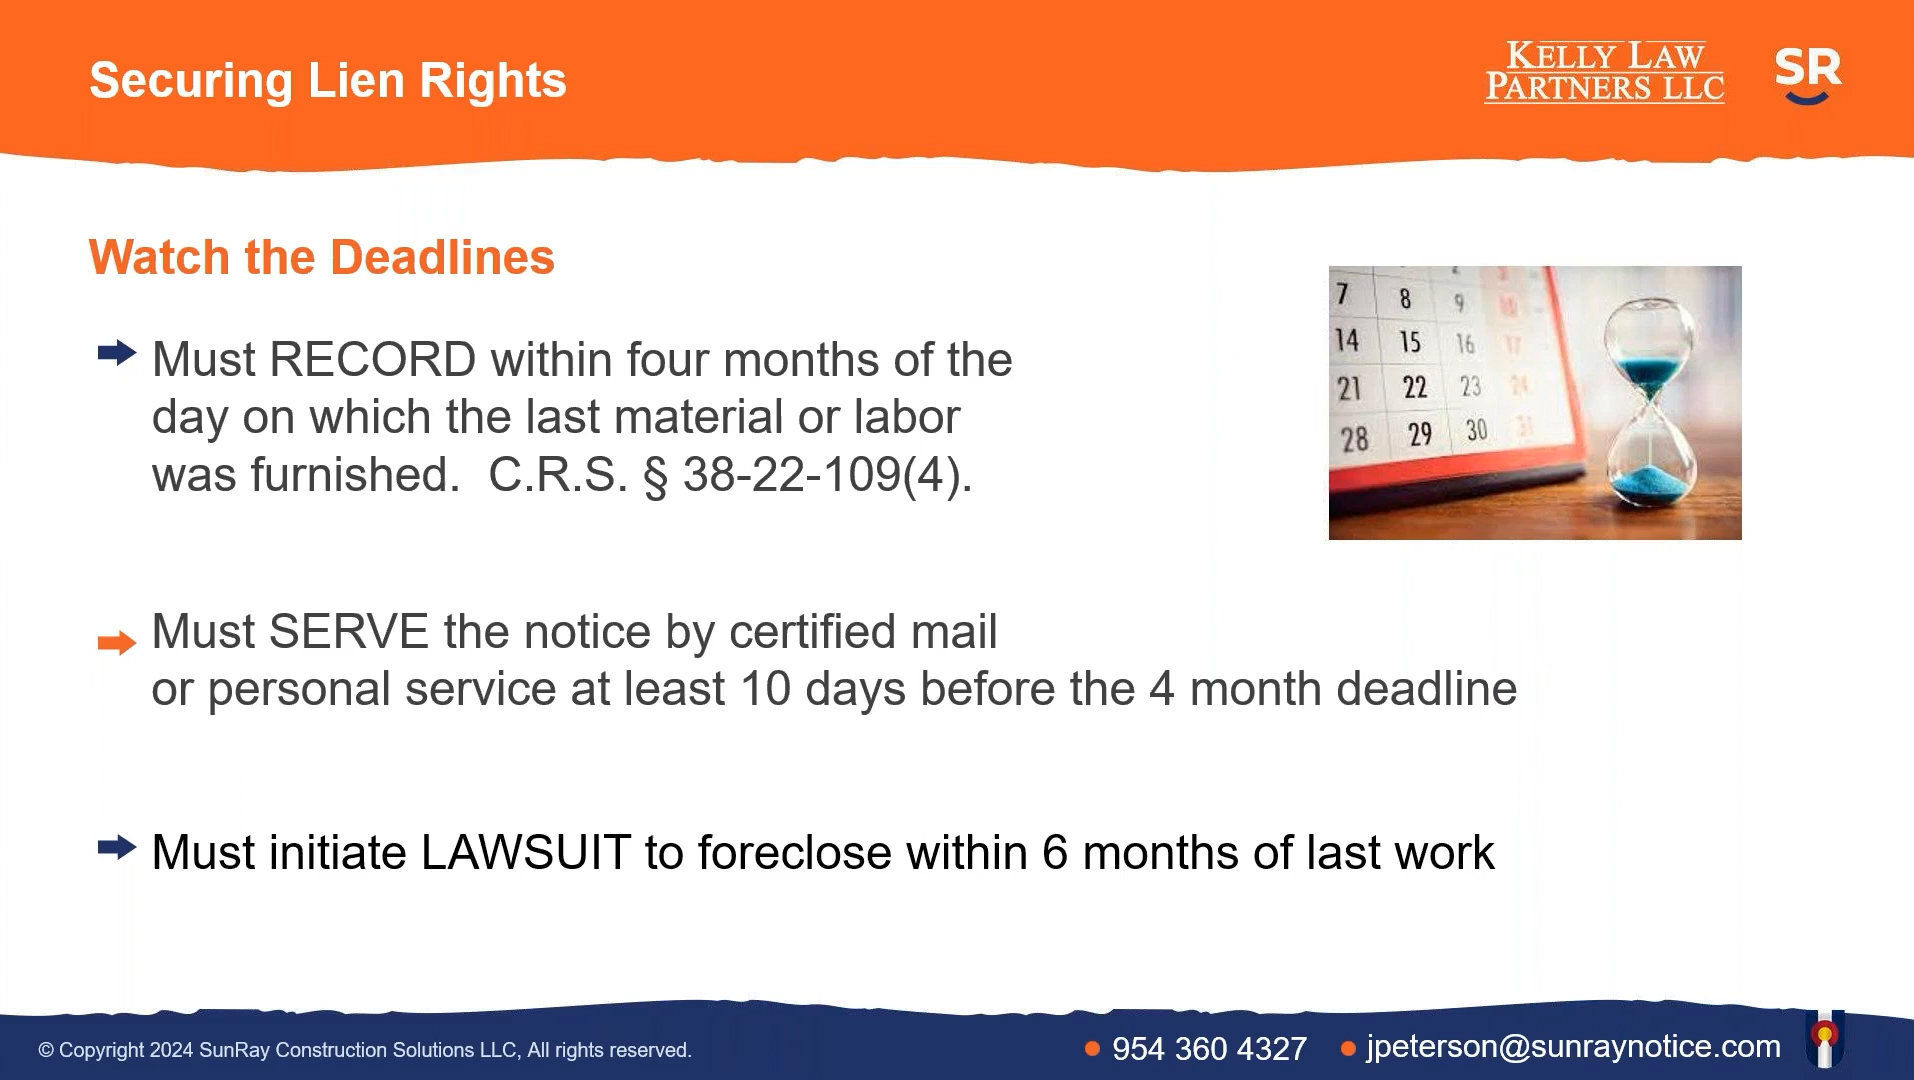 Securing Lien Rights
KELLY LAW
PARTNERS LLC
SR
Watch the Deadlines
Must RECORD within four months of the
day on which the last material or labor
was furnished.  C.R.S. § 38-22-109(4).
7 8 9 10
14 15 16 17
21 22 23 24
28 29 30 31
Must SERVE the notice by certified mail
or personal service at least 10 days before the 4 month deadline
Must initiate LAWSUIT to foreclose within 6 months of last work
© Copyright 2024 SunRay Construction Solutions LLC, All rights reserved.
954 360 4327
jpeterson@sunraynotice.com